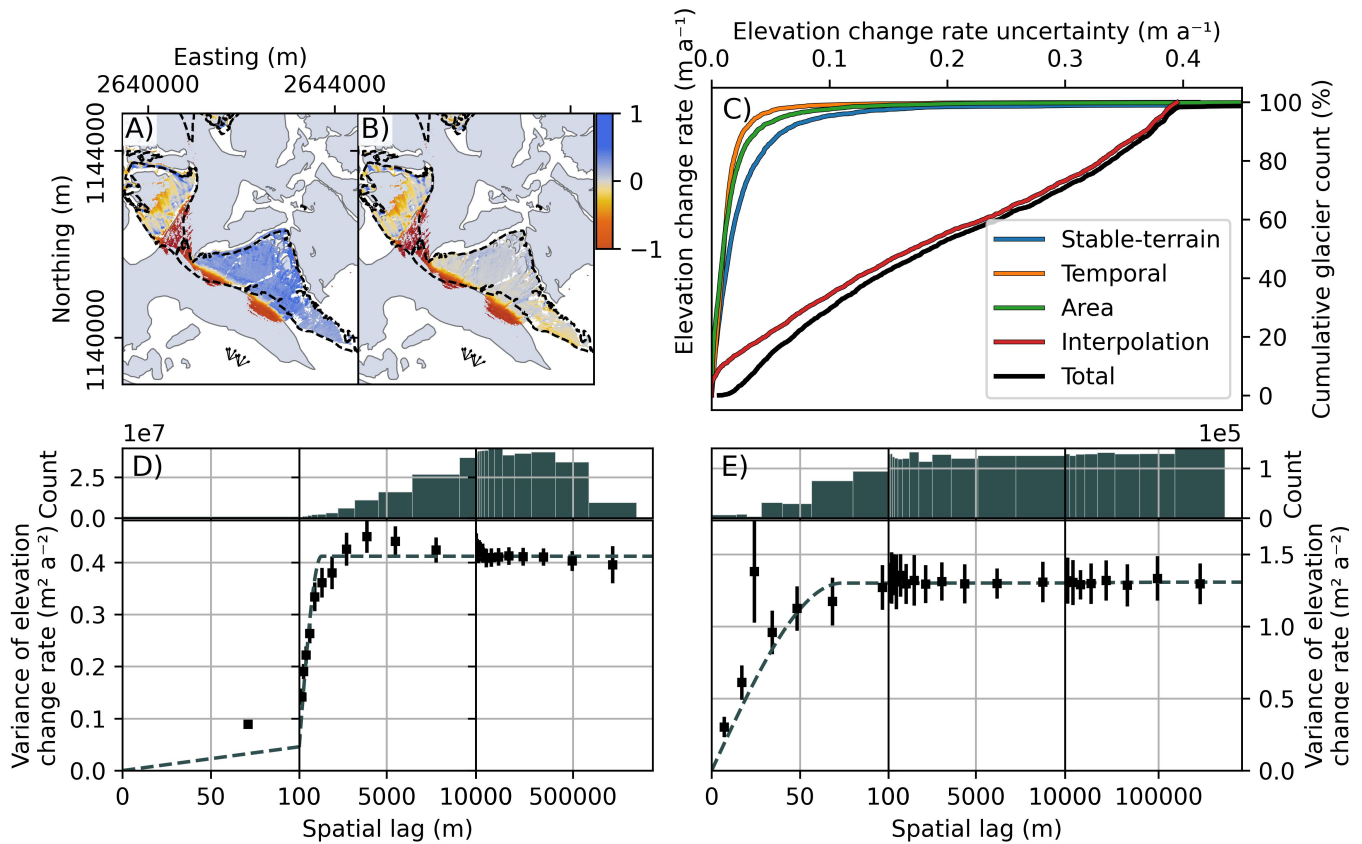 Easting (m)
2640000 2644000
Northing (m)
1144000
1140000
A)
B)
1
0
−1
Elevation change rate (m a⁻¹)
Elevation change rate uncertainty (m a⁻¹)
0.0 0.1 0.2 0.3 0.4
C)
100
80
60
40
20
0
Cumulative glacier count (%)
Stable-terrain
Temporal
Area
Interpolation
Total
1e7
D)
Count
2.5
0.0
Variance of elevation
change rate (m² a⁻²)
0.4
0.3
0.2
0.1
0.0
0 50 100 5000 10000 500000
Spatial lag (m)
1e5
E)
1
0
Count
1.5
1.0
0.5
0.0
Variance of elevation
change rate (m² a⁻²)
0 50 100 5000 10000 100000
Spatial lag (m)